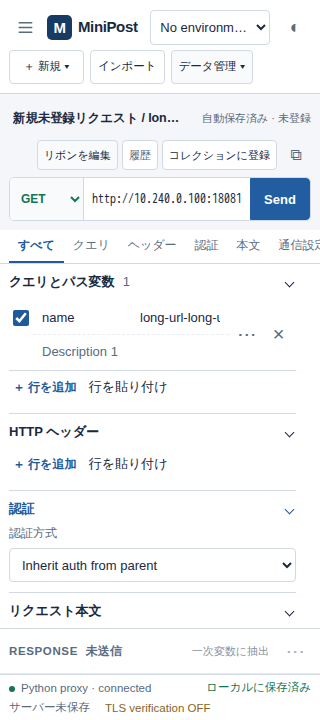 M MiniPost No environm…
＋ 新規 ▾ インポート データ管理 ▾
新規未登録リクエスト / lon… 自動保存済み · 未登録
リボンを編集 履歴 コレクションに登録
GET http://10.240.0.100:18081 Send
すべて クエリ ヘッダー 認証 本文 通信設定
クエリとパス変数 1
name long-url-long-u
Description 1
＋ 行を追加 行を貼り付け
HTTP ヘッダー
＋ 行を追加 行を貼り付け
認証
認証方式
Inherit auth from parent
リクエスト本文
RESPONSE 未送信 一次変数に抽出 ···
Python proxy · connected ローカルに保存済み
サーバー未保存 TLS verification OFF